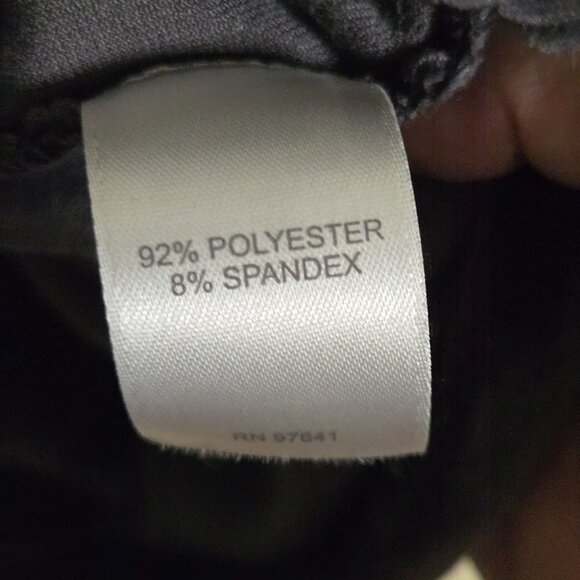 92% POLYESTER
8% SPANDEX
RN 97641